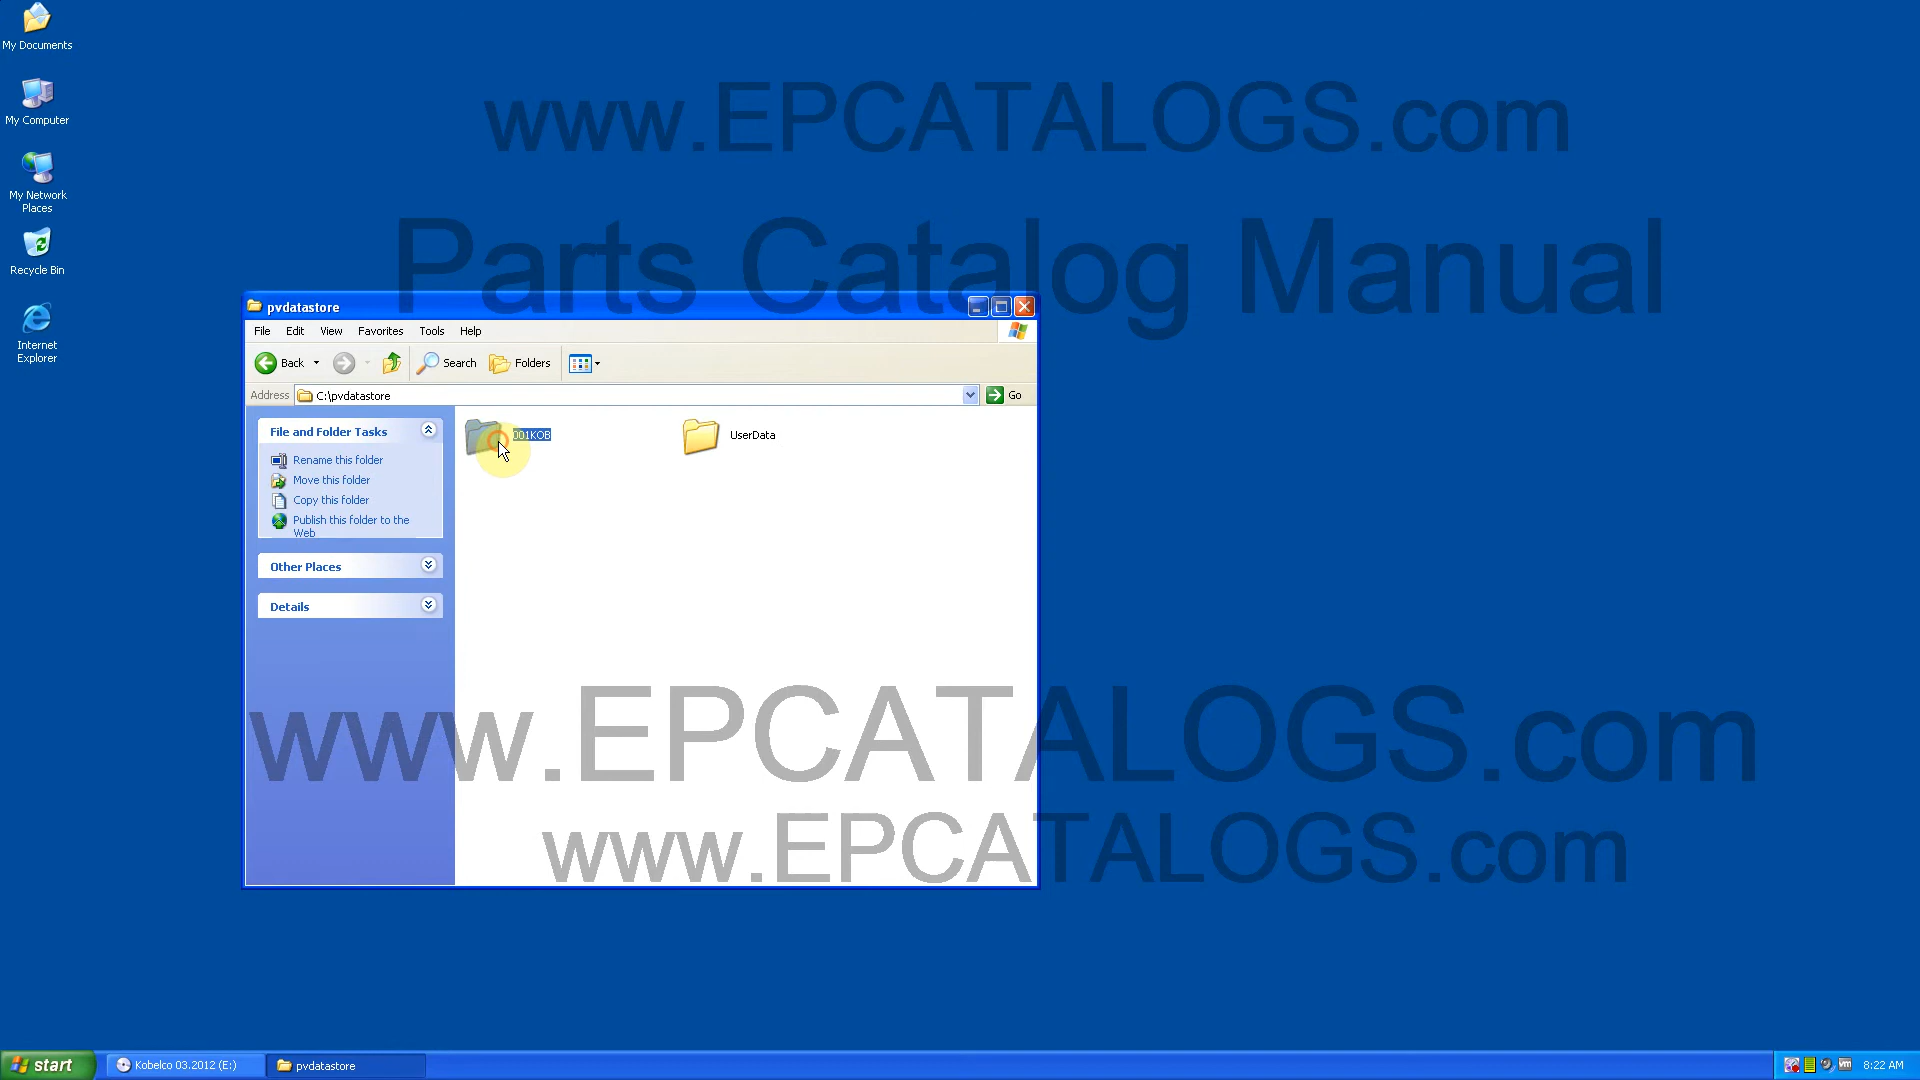 My Documents
My Computer
My Network
Places
Recycle Bin
Internet
Explorer
www.EPCATALOGS.com
Parts Catalog Manual
pvdatastore
File Edit View Favorites Tools Help
Back Search Folders
Address C:\pvdatastore Go
File and Folder Tasks
Rename this folder
Move this folder
Copy this folder
Publish this folder to the
Web
Other Places
Details
001KOB
UserData
www.EPCATALOGS.com
www.EPCATALOGS.com
start Kobelco 03.2012 (E:) pvdatastore vm 8:22 AM